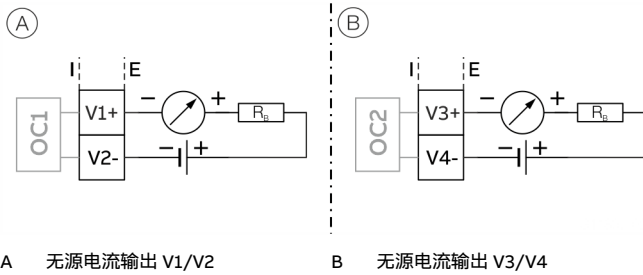 A
B
I E
I E
− +
− +
OC1
V1+
R_B
OC2
V3+
R_B
V2-
− +
V4-
− +
A 无源电流输出 V1/V2
B 无源电流输出 V3/V4